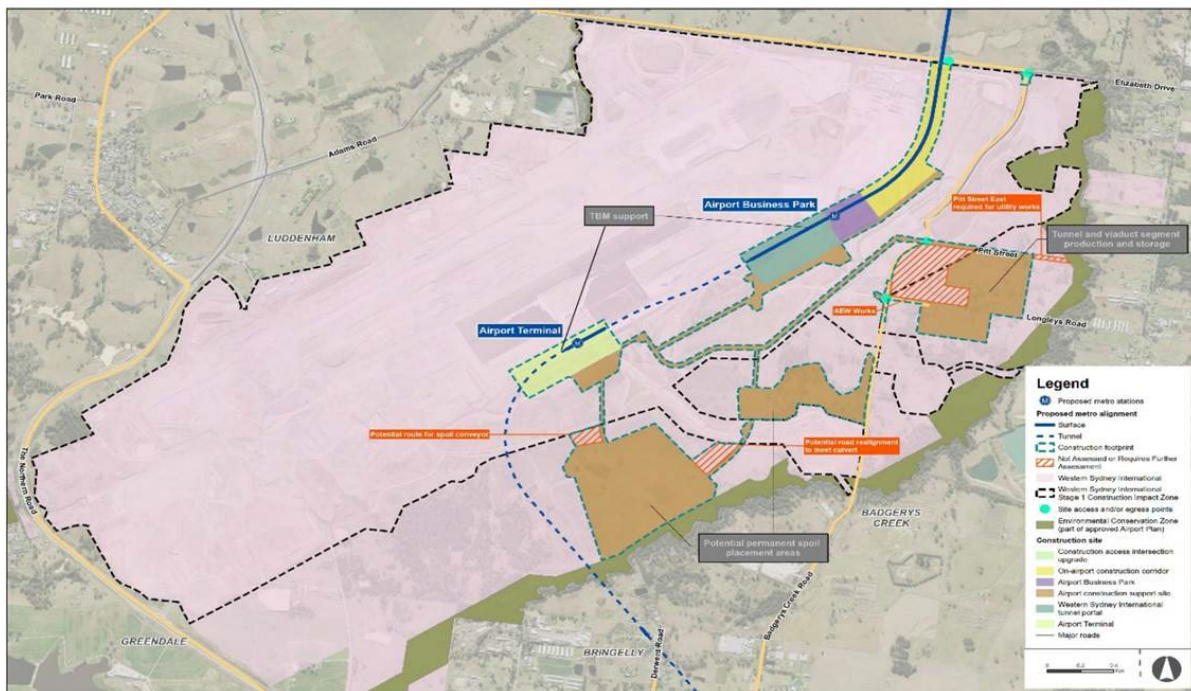 Elizabeth Drive
Park Road
Adams Road
LUDDENHAM
Airport Business Park
TBM support
Pitt Street East
required for utility works
Tunnel and viaduct segment
production and storage
Pitt Street
AEW Works
Longleys Road
Airport Terminal
Potential route for spoil conveyor
Potential road realignment
to meet culvert
The Northern Road
BADGERYS
CREEK
Potential permanent spoil
placement areas
Badgerys Creek Road
GREENDALE
BRINGELLY
Derwent Road
Legend
M
Proposed metro stations
Proposed metro alignment
Surface
Tunnel
Construction footprint
Not Assessed or Requires Further
Assessment
Western Sydney International
Western Sydney International
Stage 1 Construction Impact Zone
Site access and/or egress points
Environmental Conservation Zone
(part of approved Airport Plan)
Construction site
Construction access intersection
upgrade
On-airport construction corridor
Airport Business Park
Airport construction support site
Western Sydney International
tunnel portal
Airport Terminal
Major roads